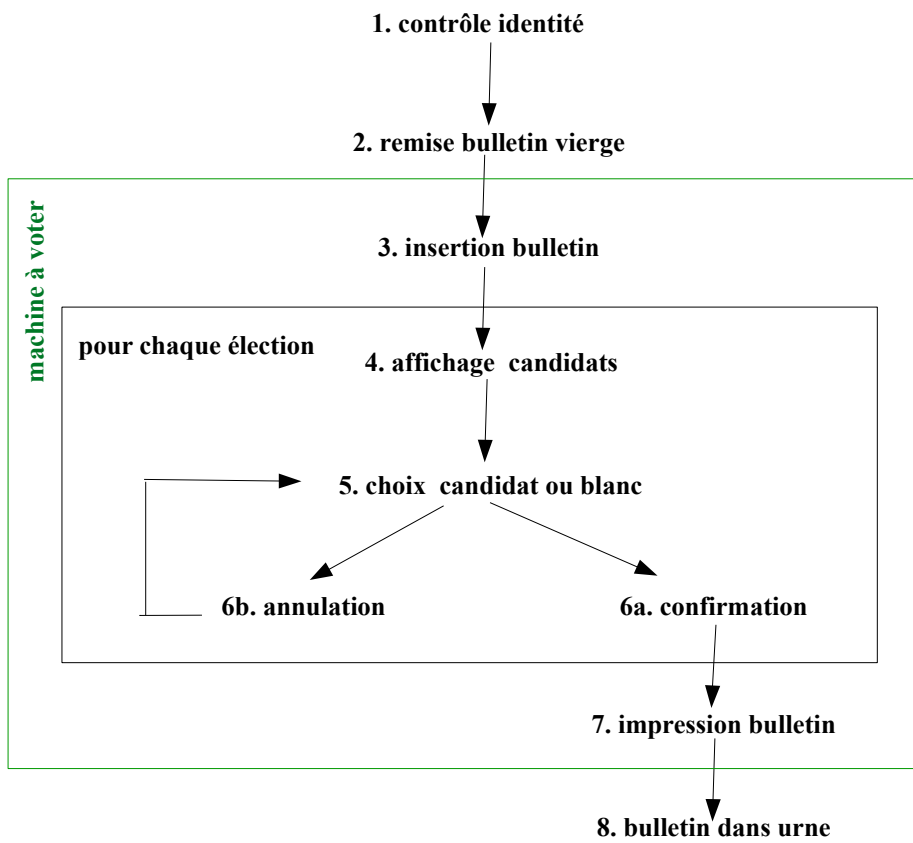 1. contrôle identité
2. remise bulletin vierge
machine à voter
3. insertion bulletin
pour chaque élection
4. affichage candidats
5. choix candidat ou blanc
6b. annulation
6a. confirmation
7. impression bulletin
8. bulletin dans urne